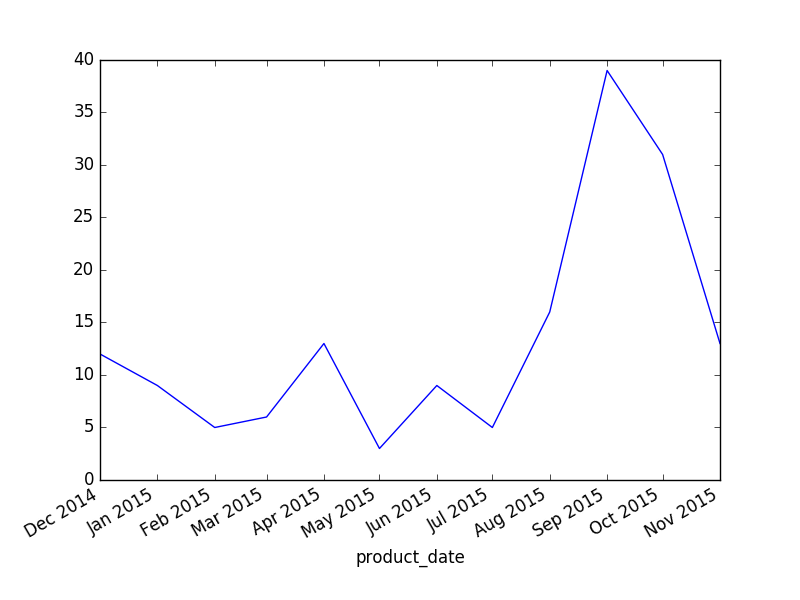 40
35
30
25
20
15
10
5
0
Dec 2014
Jan 2015
Feb 2015
Mar 2015
Apr 2015
May 2015
Jun 2015
Jul 2015
Aug 2015
Sep 2015
Oct 2015
Nov 2015
product_date